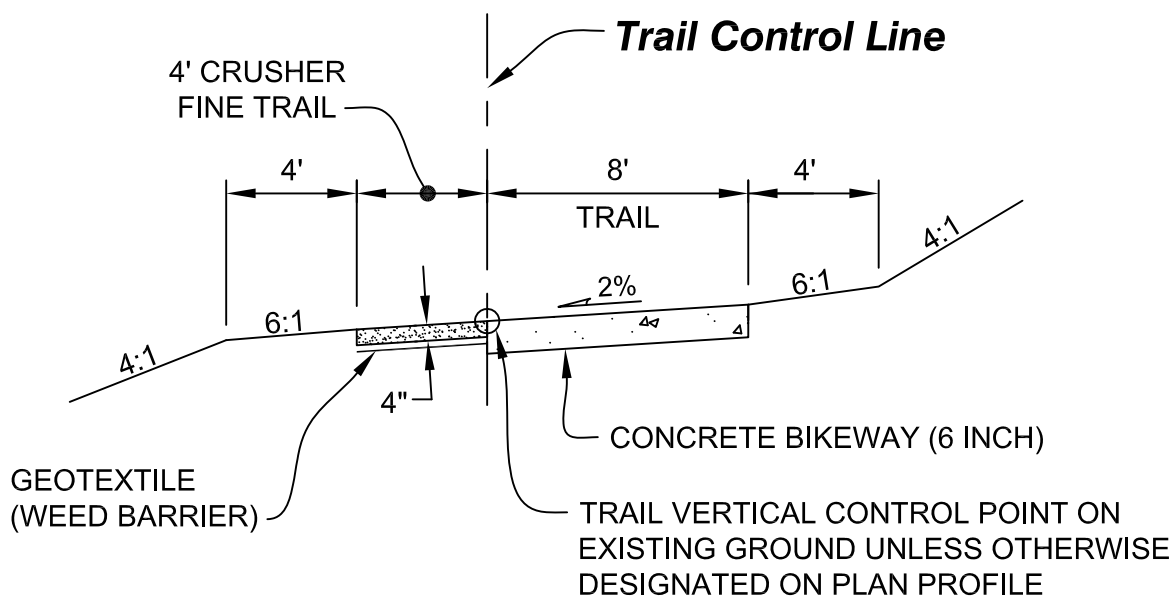 Trail Control Line
4' CRUSHER
FINE TRAIL
4'
8'
4'
TRAIL
4:1
2%
6:1
6:1
4:1
4"
CONCRETE BIKEWAY (6 INCH)
GEOTEXTILE
(WEED BARRIER)
TRAIL VERTICAL CONTROL POINT ON
EXISTING GROUND UNLESS OTHERWISE
DESIGNATED ON PLAN PROFILE